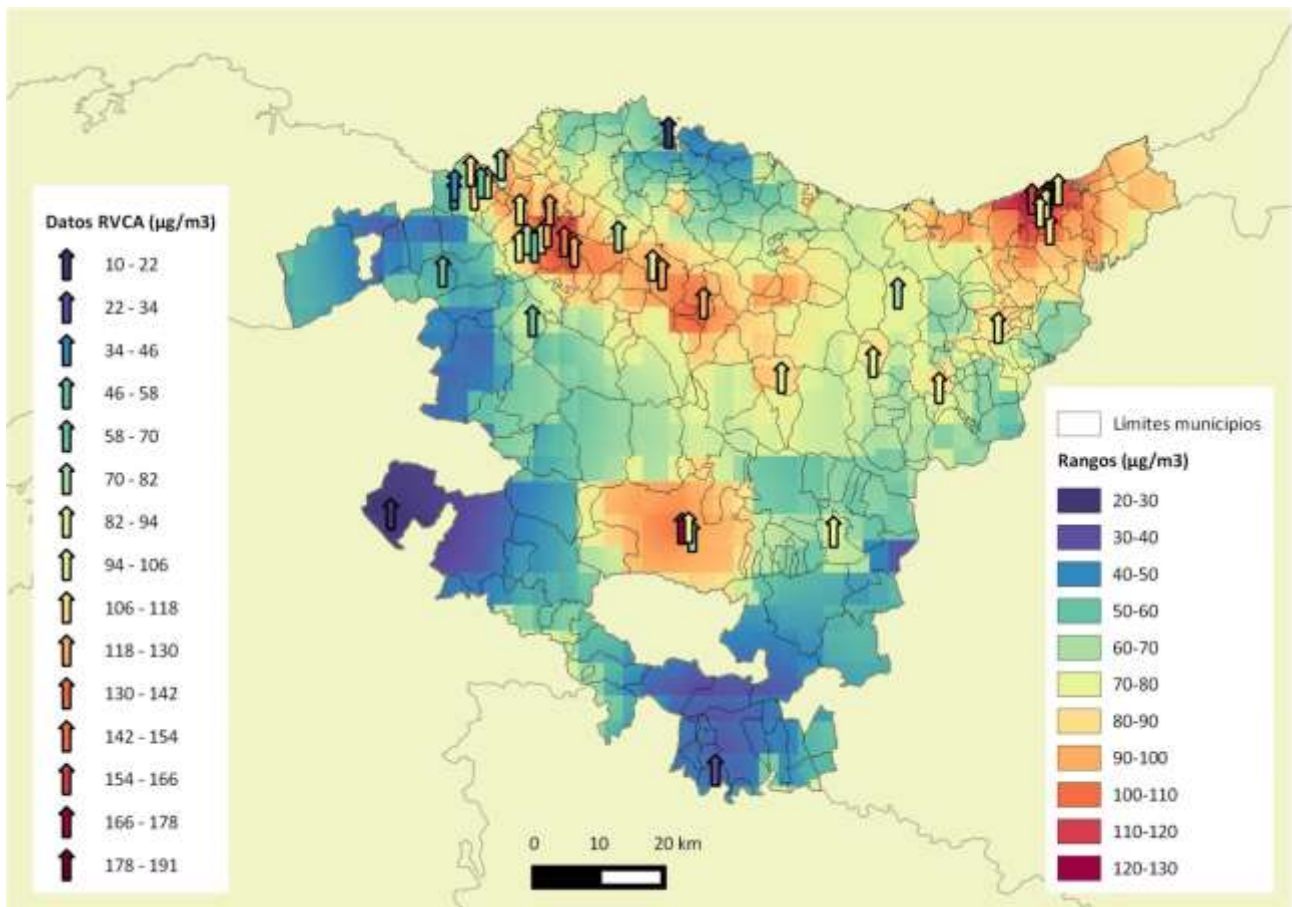 Datos RVCA (µg/m3)
10 - 22
22 - 34
34 - 46
46 - 58
58 - 70
70 - 82
82 - 94
94 - 106
106 - 118
118 - 130
130 - 142
142 - 154
154 - 166
166 - 178
178 - 191
0 10 20 km
Límites municípios
Rangos (µg/m3)
20-30
30-40
40-50
50-60
60-70
70-80
80-90
90-100
100-110
110-120
120-130